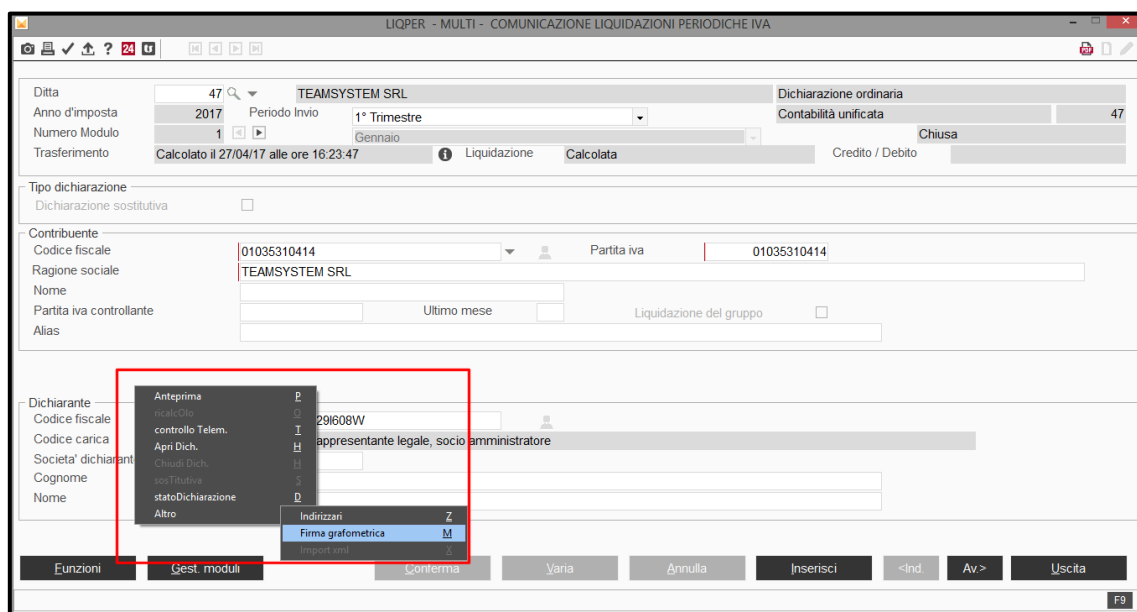 LIQPER - MULTI - COMUNICAZIONE LIQUIDAZIONI PERIODICHE IVA
? 24
PDF
Ditta 47 TEAMSYSTEM SRL Dichiarazione ordinaria
Anno d'imposta 2017 Periodo Invio 1° Trimestre Contabilità unificata 47
Numero Modulo 1 Gennaio Chiusa
Trasferimento Calcolato il 27/04/17 alle ore 16:23:47 Liquidazione Calcolata Credito / Debito
Tipo dichiarazione
Dichiarazione sostitutiva
Contribuente
Codice fiscale 01035310414 Partita iva 01035310414
Ragione sociale TEAMSYSTEM SRL
Nome
Partita iva controllante Ultimo mese Liquidazione del gruppo
Alias
Dichiarante
Codice fiscale 29I608W
Codice carica appresentante legale, socio amministratore
Societa' dichiarant
Cognome
Nome
Anteprima P
ricalcOlo O
controllo Telem. T
Apri Dich. H
Chiudi Dich. H
sosTitutiva S
statoDichiarazione D
Altro
Indirizzari Z
Firma grafometrica M
Import xml X
Funzioni Gest. moduli Conferma Varia Annulla Inserisci <Ind. Av.> Uscita
F9